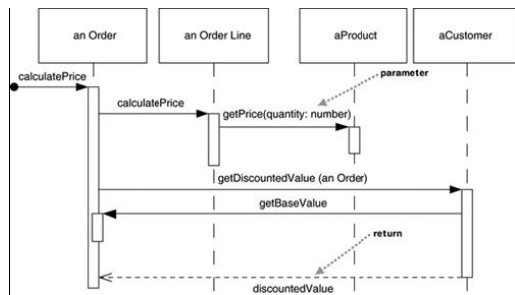 an Order
an Order Line
aProduct
aCustomer
calculatePrice
parameter
calculatePrice
getPrice(quantity: number)
getDiscountedValue (an Order)
getBaseValue
return
discountedValue